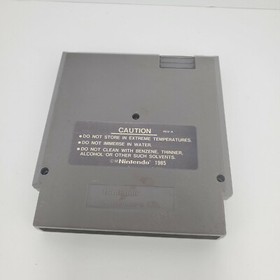 CAUTION
• DO NOT STORE IN EXTREME TEMPERATURES.
• DO NOT IMMERSE IN WATER.
• DO NOT CLEAN WITH BENZENE, THINNER,
ALCOHOL OR OTHER SUCH SOLVENTS.
Nintendo 1985